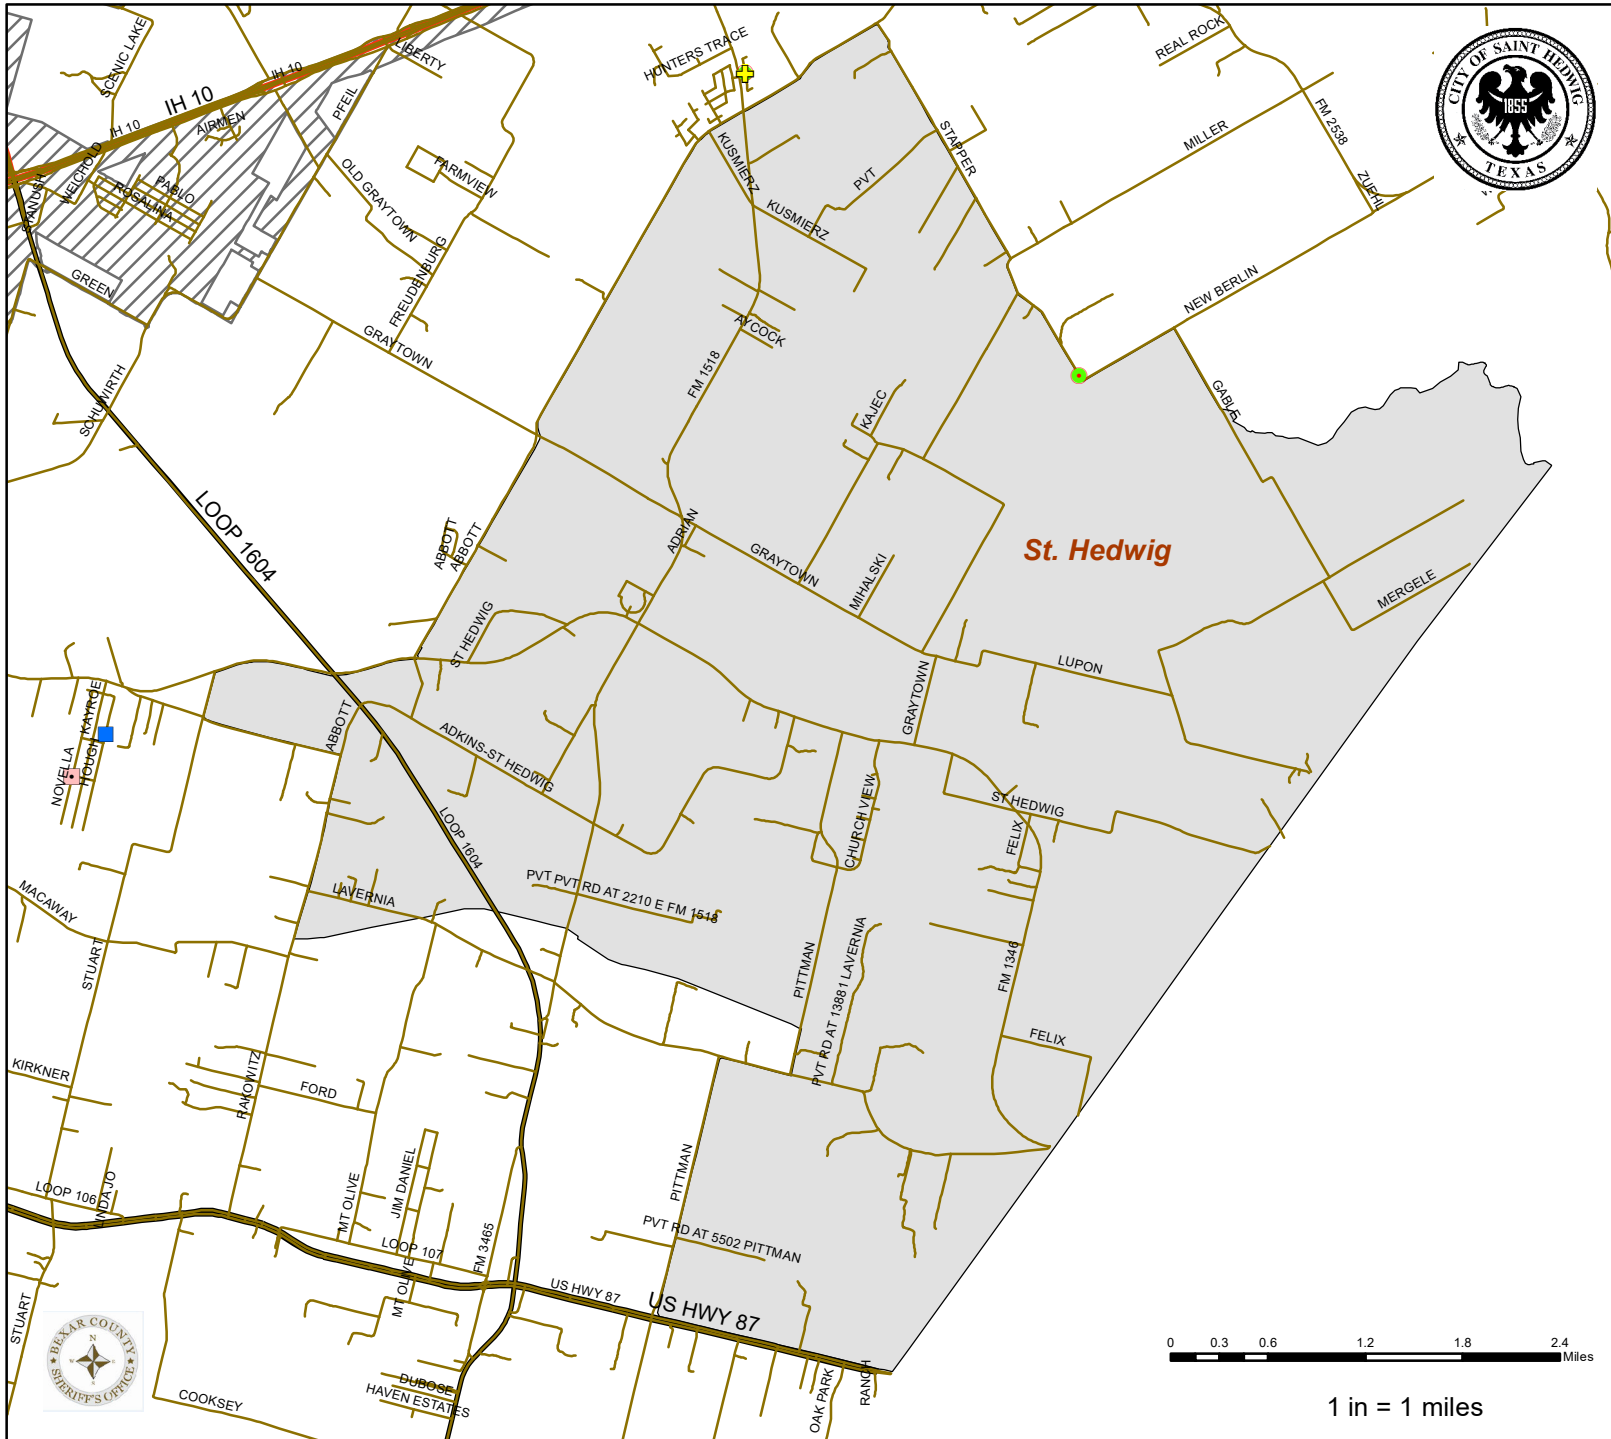 SCENIC LAKE
LIBERTY
IH 10
IH 10
IH 10
AIRMEN
PFEIL
HUNTERS TRACE
REAL ROCK
CITY OF SAINT HEDWIG
1855
TEXAS
STANUSH
WEICHOLD
PABLO
ROSALINA
OLD GRAYTOWN
FARMVIEW
KUSMIERZ
KUSMIERZ
PVT
STAPPER
MILLER
FM 2538
ZUEHL
GREEN
FREUDENBURG
GRAYTOWN
NEW BERLIN
AYCOCK
FM 1518
SCHUWIRTH
KAJEC
GABLE
LOOP 1604
ABBOTT
ABBOTT
ADRIAN
GRAYTOWN
MIHALSKI
St. Hedwig
MERGELE
ST HEDWIG
LUPON
GRAYTOWN
KAYROE
HOUGH
NOVELLA
ABBOTT
ADKINS-ST HEDWIG
ST HEDWIG
FELIX
CHURCH VIEW
LOOP 1604
LAVERNIA
PVT PVT RD AT 2210 E FM 1518
MACAWAY
STUART
PITTMAN
PVT RD AT 13881 LAVERNIA
FM 1346
FELIX
KIRKNER
RAKOWITZ
FORD
LOOP 106
LINDA JO
MT OLIVE
JIM DANIEL
PITTMAN
PVT RD AT 5502 PITTMAN
LOOP 107
FM 3465
MT OLIVE
US HWY 87
US HWY 87
STUART
BEXAR COUNTY
SHERIFF'S OFFICE
N
W
E
S
COOKSEY
DUBOSE
HAVEN ESTATES
OAK PARK
RANCH
0 0.3 0.6 1.2 1.8 2.4
Miles
1 in = 1 miles